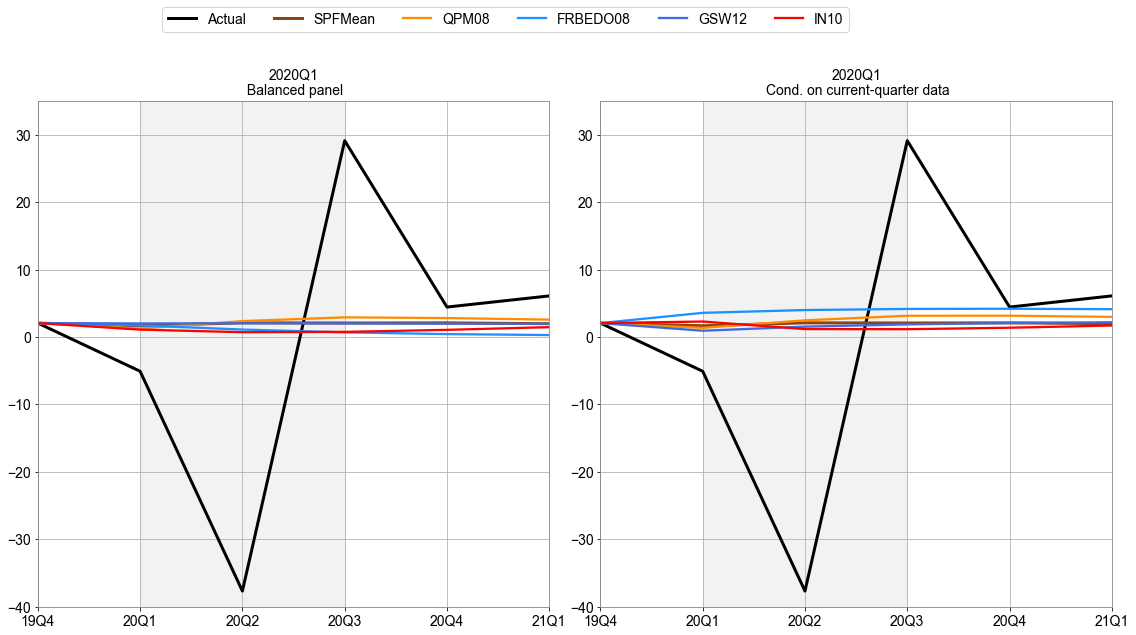 Actual SPFMean QPM08 FRBEDO08 GSW12 IN10
2020Q1
Balanced panel
30
20
10
0
−10
−20
−30
−40
19Q4 20Q1 20Q2 20Q3 20Q4 21Q1
2020Q1
Cond. on current-quarter data
30
20
10
0
−10
−20
−30
−40
19Q4 20Q1 20Q2 20Q3 20Q4 21Q1